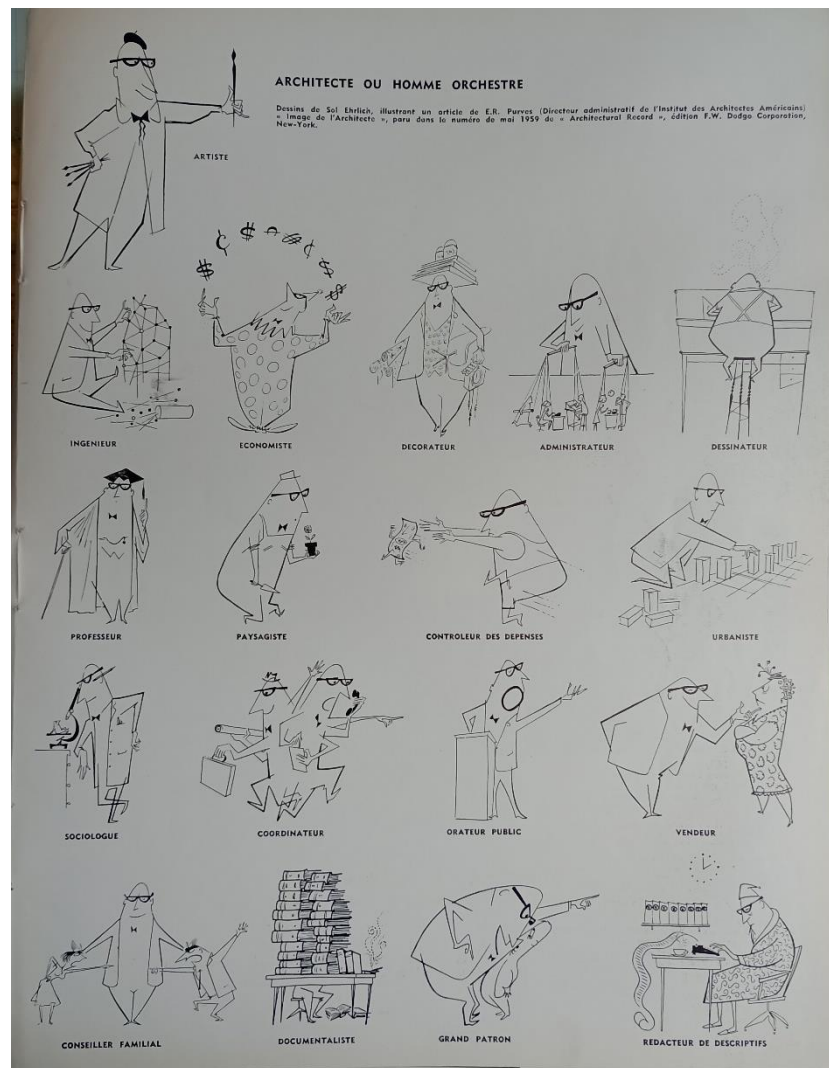 ARCHITECTE OU HOMME ORCHESTRE
Dessins de Sol Ehrlich, illustrant un article de E.R. Purves (Directeur administratif de l'Institut des Architectes Américains)
« Image de l'Architecte », paru dans le numéro de mai 1959 de « Architectural Record », édition F.W. Dodge Corporation,
New-York.
ARTISTE
INGENIEUR
ECONOMISTE
DECORATEUR
ADMINISTRATEUR
DESSINATEUR
PROFESSEUR
PAYSAGISTE
CONTROLEUR DES DEPENSES
URBANISTE
SOCIOLOGUE
COORDINATEUR
ORATEUR PUBLIC
VENDEUR
CONSEILLER FAMILIAL
DOCUMENTALISTE
GRAND PATRON
REDACTEUR DE DESCRIPTIFS